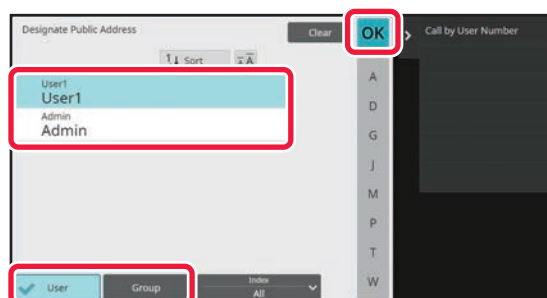 Designate Public Address
Clear
OK
Call by User Number
Sort
User1
User1
Admin
Admin
A
D
G
J
M
P
T
W
User
Group
Index
All